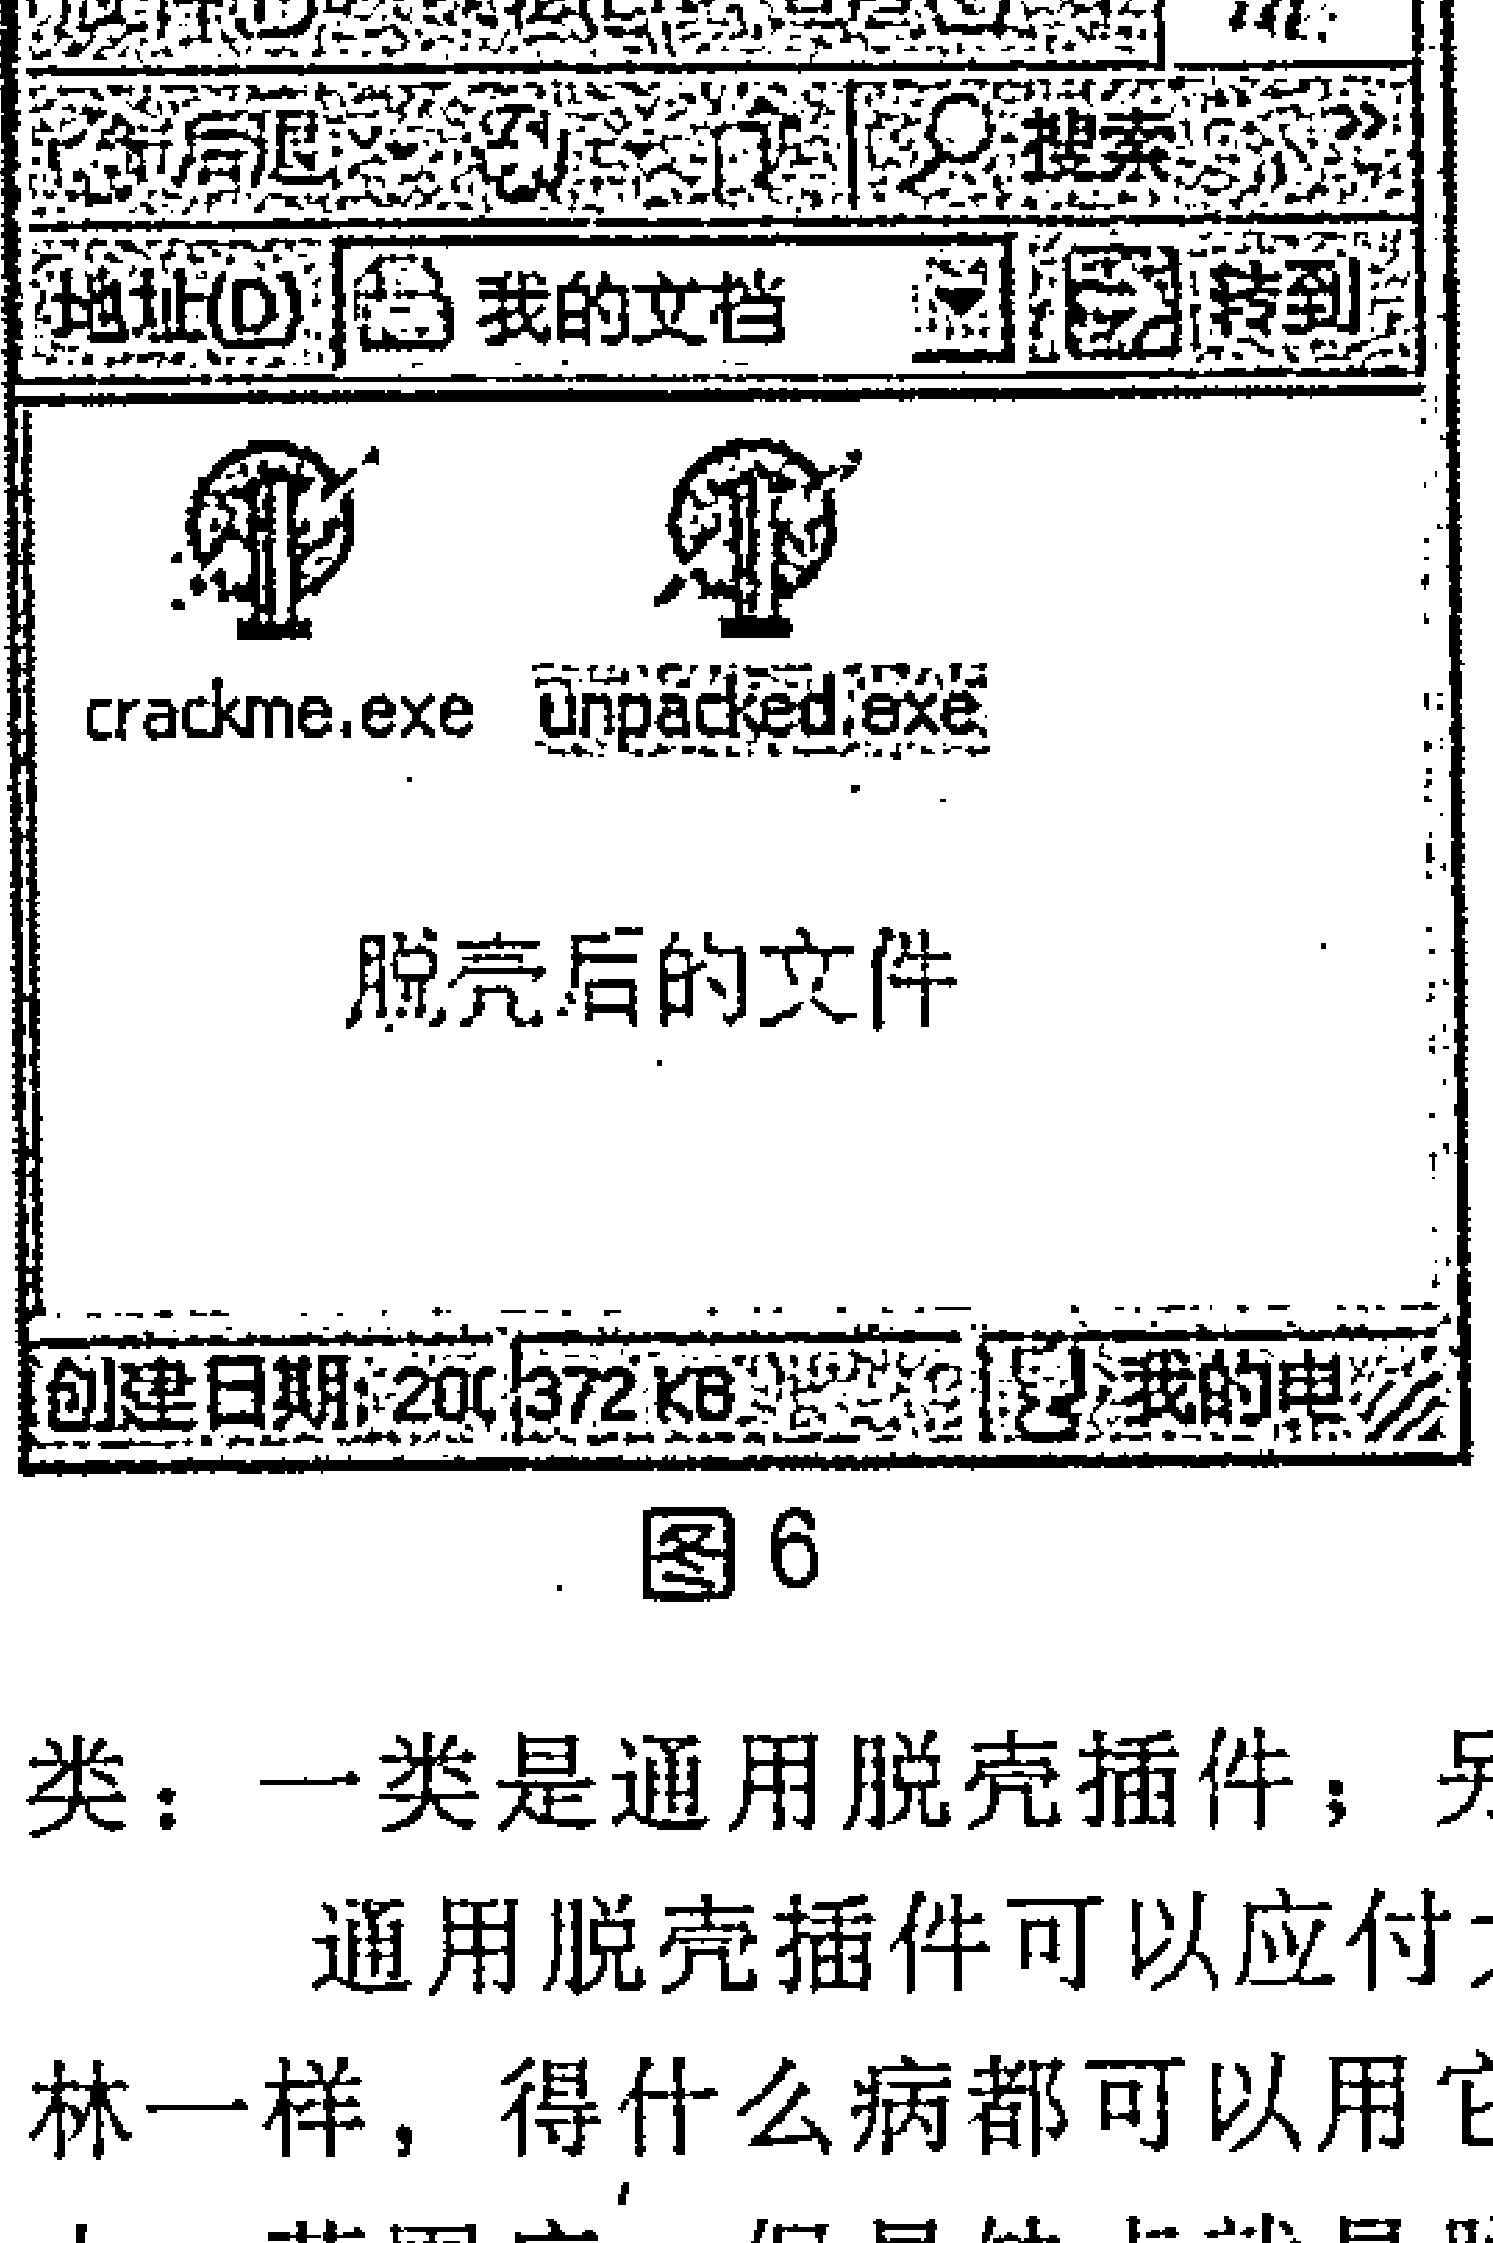 搜索 »
地址(D) 我的文档 转到
crackme.exe unpacked.exe
脱壳后的文件
创建日期: 200 372 KB 我的电
图 6
类：一类是通用脱壳插件；另
通用脱壳插件可以应付
林一样，得什么病都可以用它